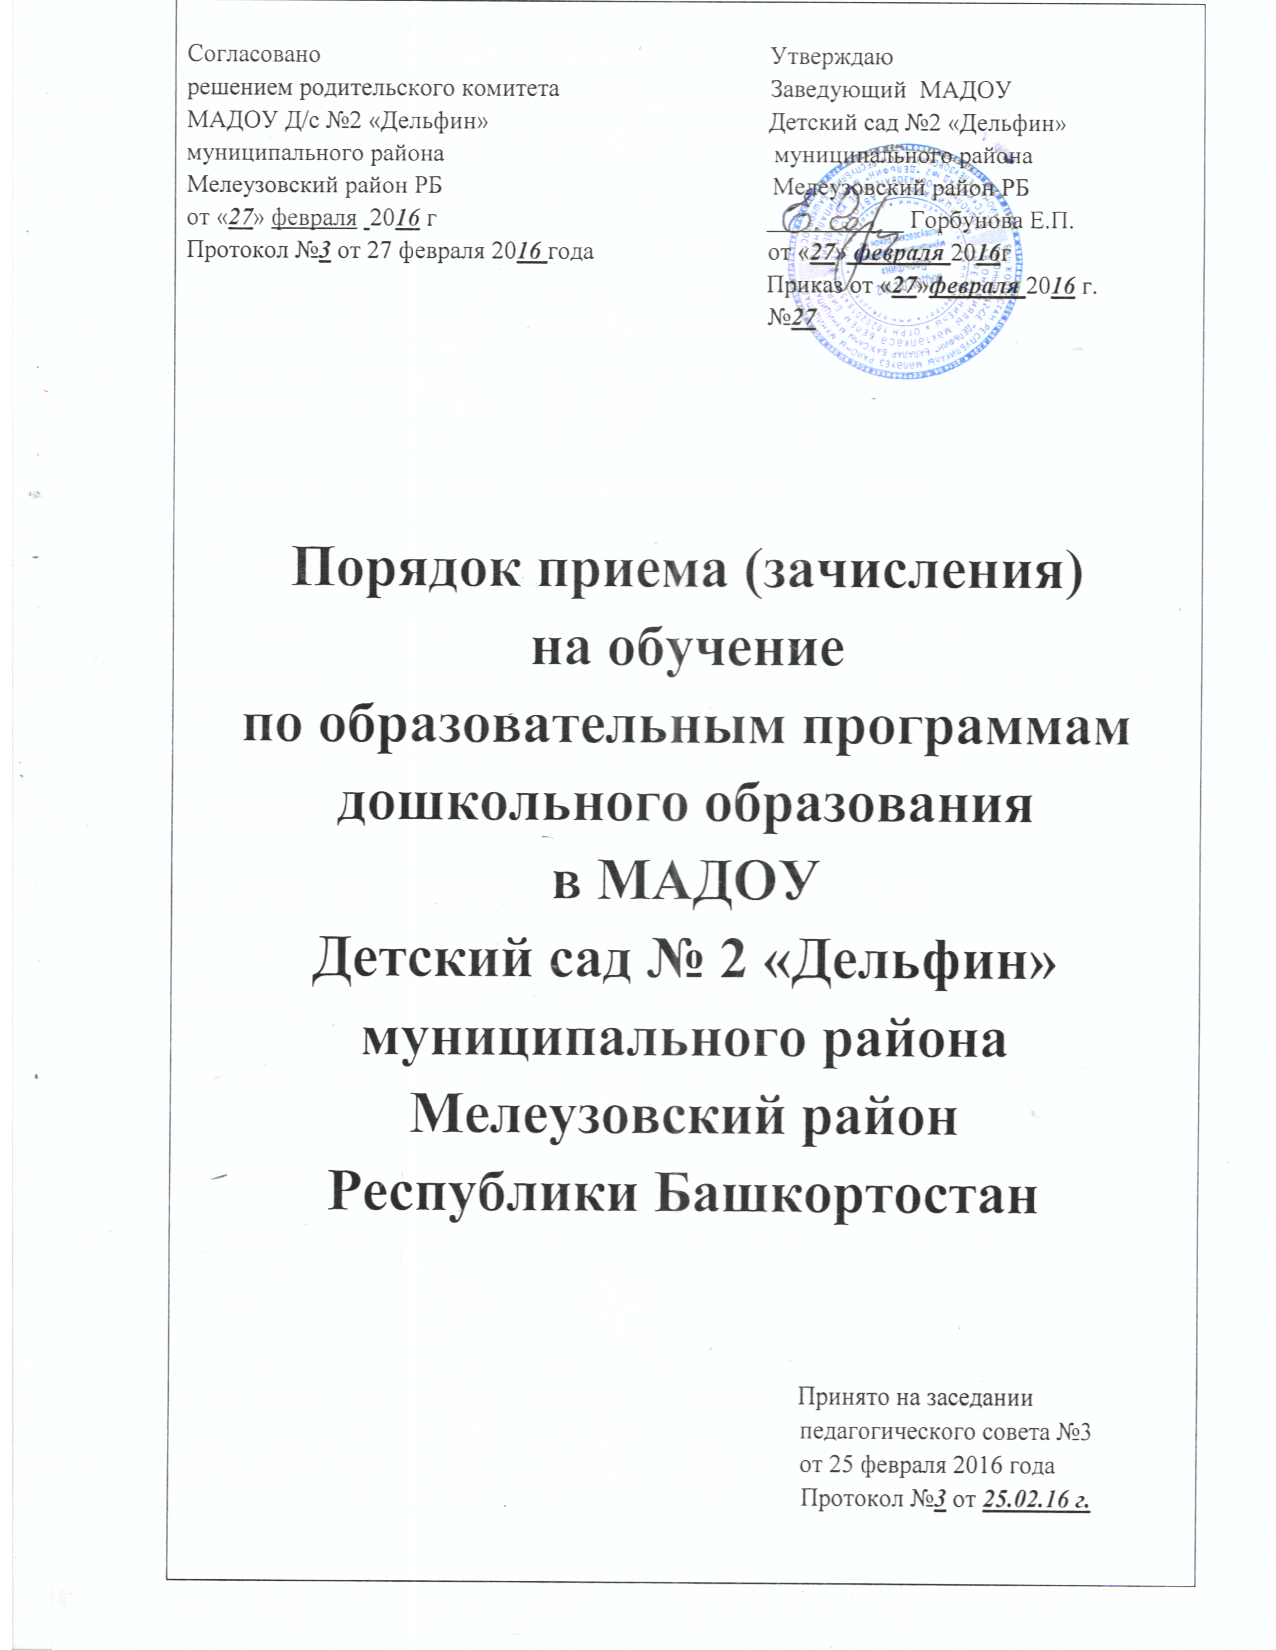 Согласовано
решением родительского комитета
МАДОУ Д/с №2 «Дельфин»
муниципального района
Мелеузовский район РБ
от «27» февраля 2016 г
Протокол №3 от 27 февраля 2016 года
Утверждаю
Заведующий МАДОУ
Детский сад №2 «Дельфин»
муниципального района
Мелеузовский район РБ
___________ Горбунова Е.П.
от «27» февраля 2016г
Приказ от «27»февраля 2016 г.
№27
Порядок приема (зачисления)
на обучение
по образовательным программам
дошкольного образования
в МАДОУ
Детский сад № 2 «Дельфин»
муниципального района
Мелеузовский район
Республики Башкортостан
Принято на заседании
педагогического совета №3
от 25 февраля 2016 года
Протокол №3 от 25.02.16 г.